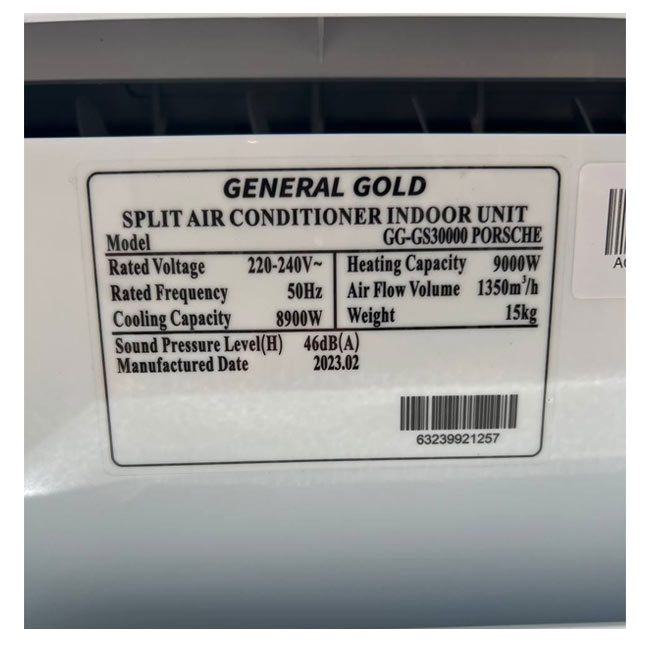 GENERAL GOLD
SPLIT AIR CONDITIONER INDOOR UNIT
Model GG-GS30000 PORSCHE
Rated Voltage 220-240V~ Heating Capacity 9000W
Rated Frequency 50Hz Air Flow Volume 1350m³/h
Cooling Capacity 8900W Weight 15kg
Sound Pressure Level(H) 46dB(A)
Manufactured Date 2023.02
63239921257